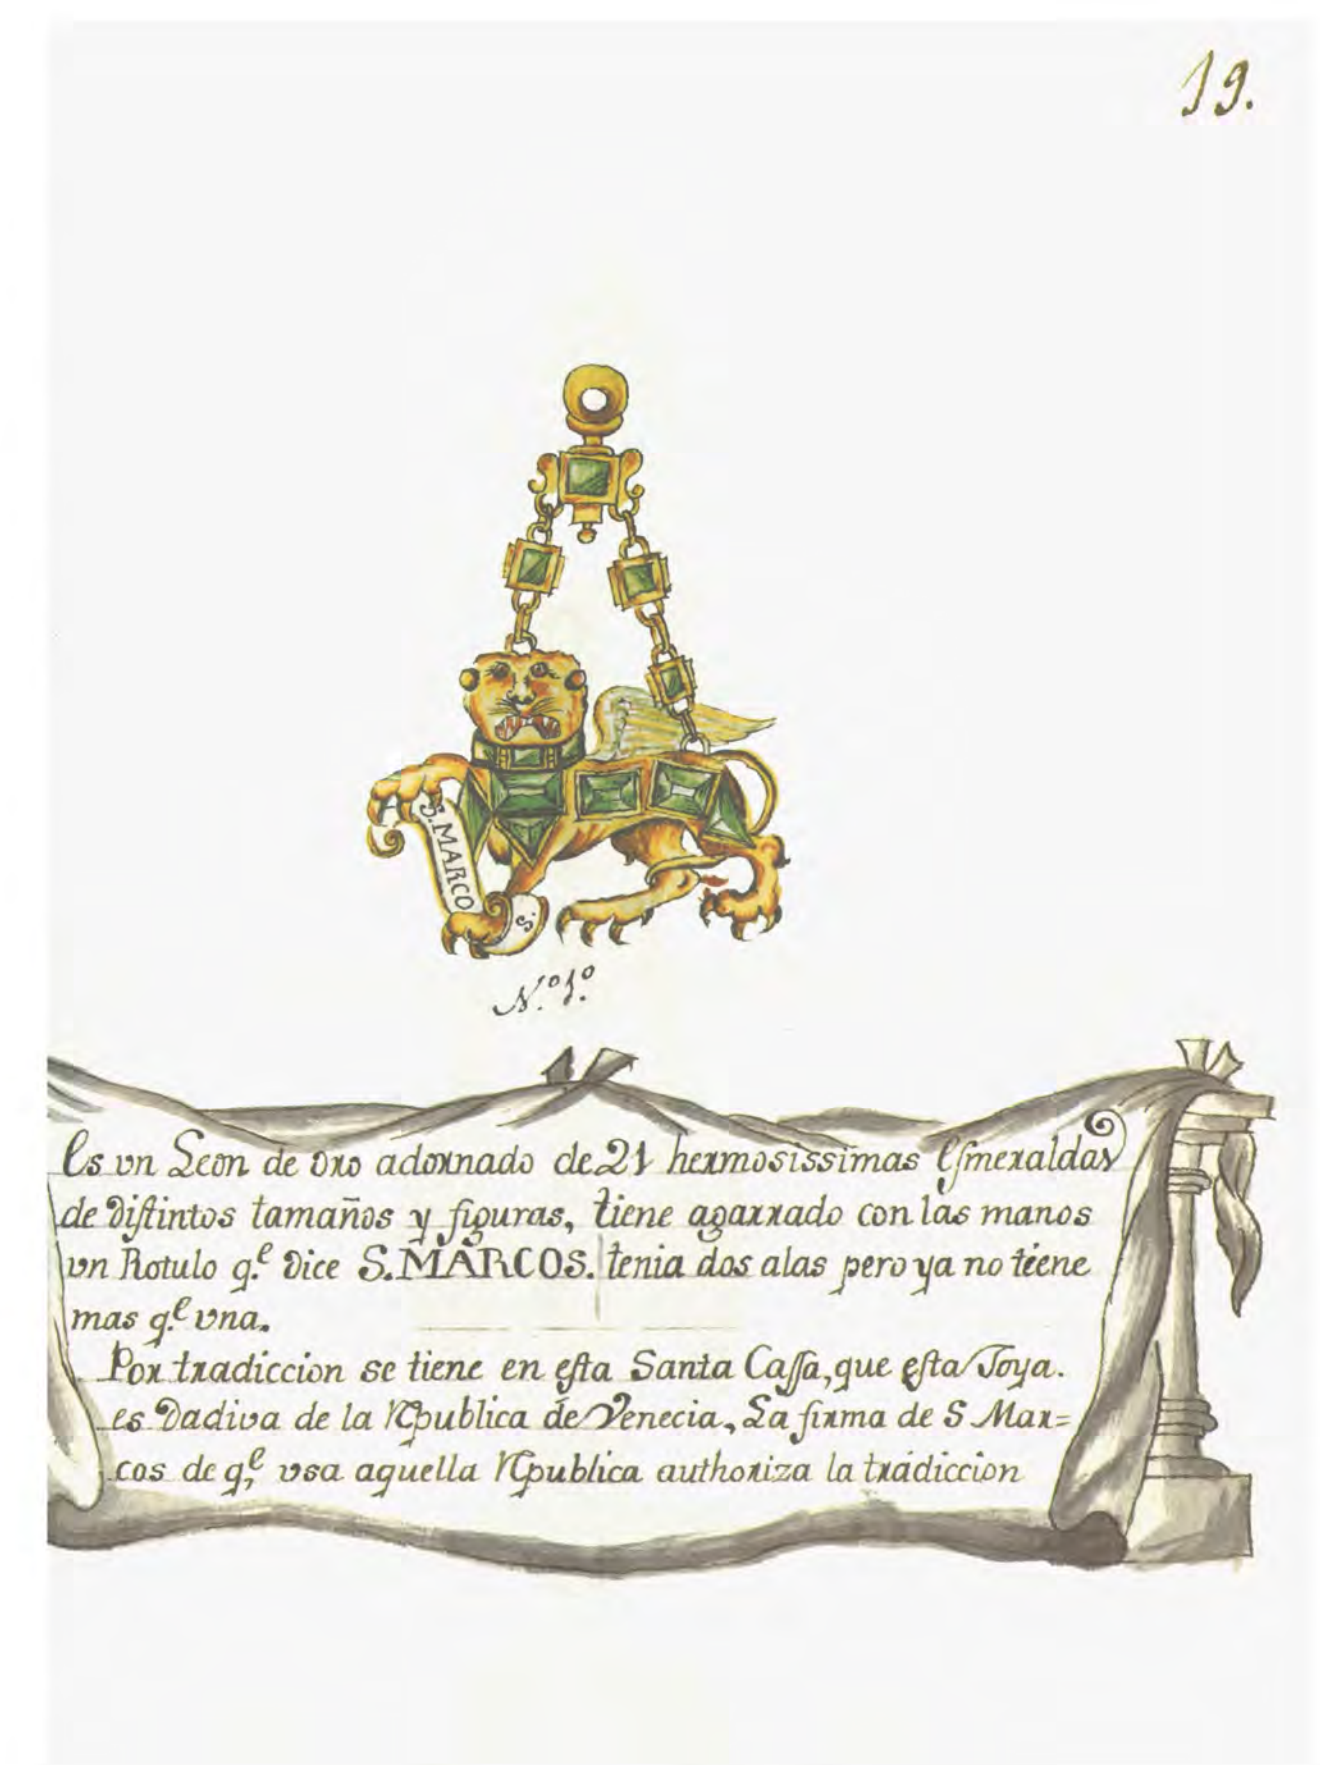 19.
S. MARCO
S.
N.º 1.º
Es vn Leon de oro adornado de 21 hermosissimas Esmeraldas
de distintos tamaños y figuras, tiene agarrado con las manos
vn Rotulo q.e dice S. MARCOS. tenia dos alas pero ya no tiene
mas q.e vna.
Por tradiccion se tiene en esta Santa Cassa, que esta Joya.
es Dadiva de la Republica de Venecia, La firma de S Mar=
cos de q.e vsa aquella Republica authoriza la tradiccion